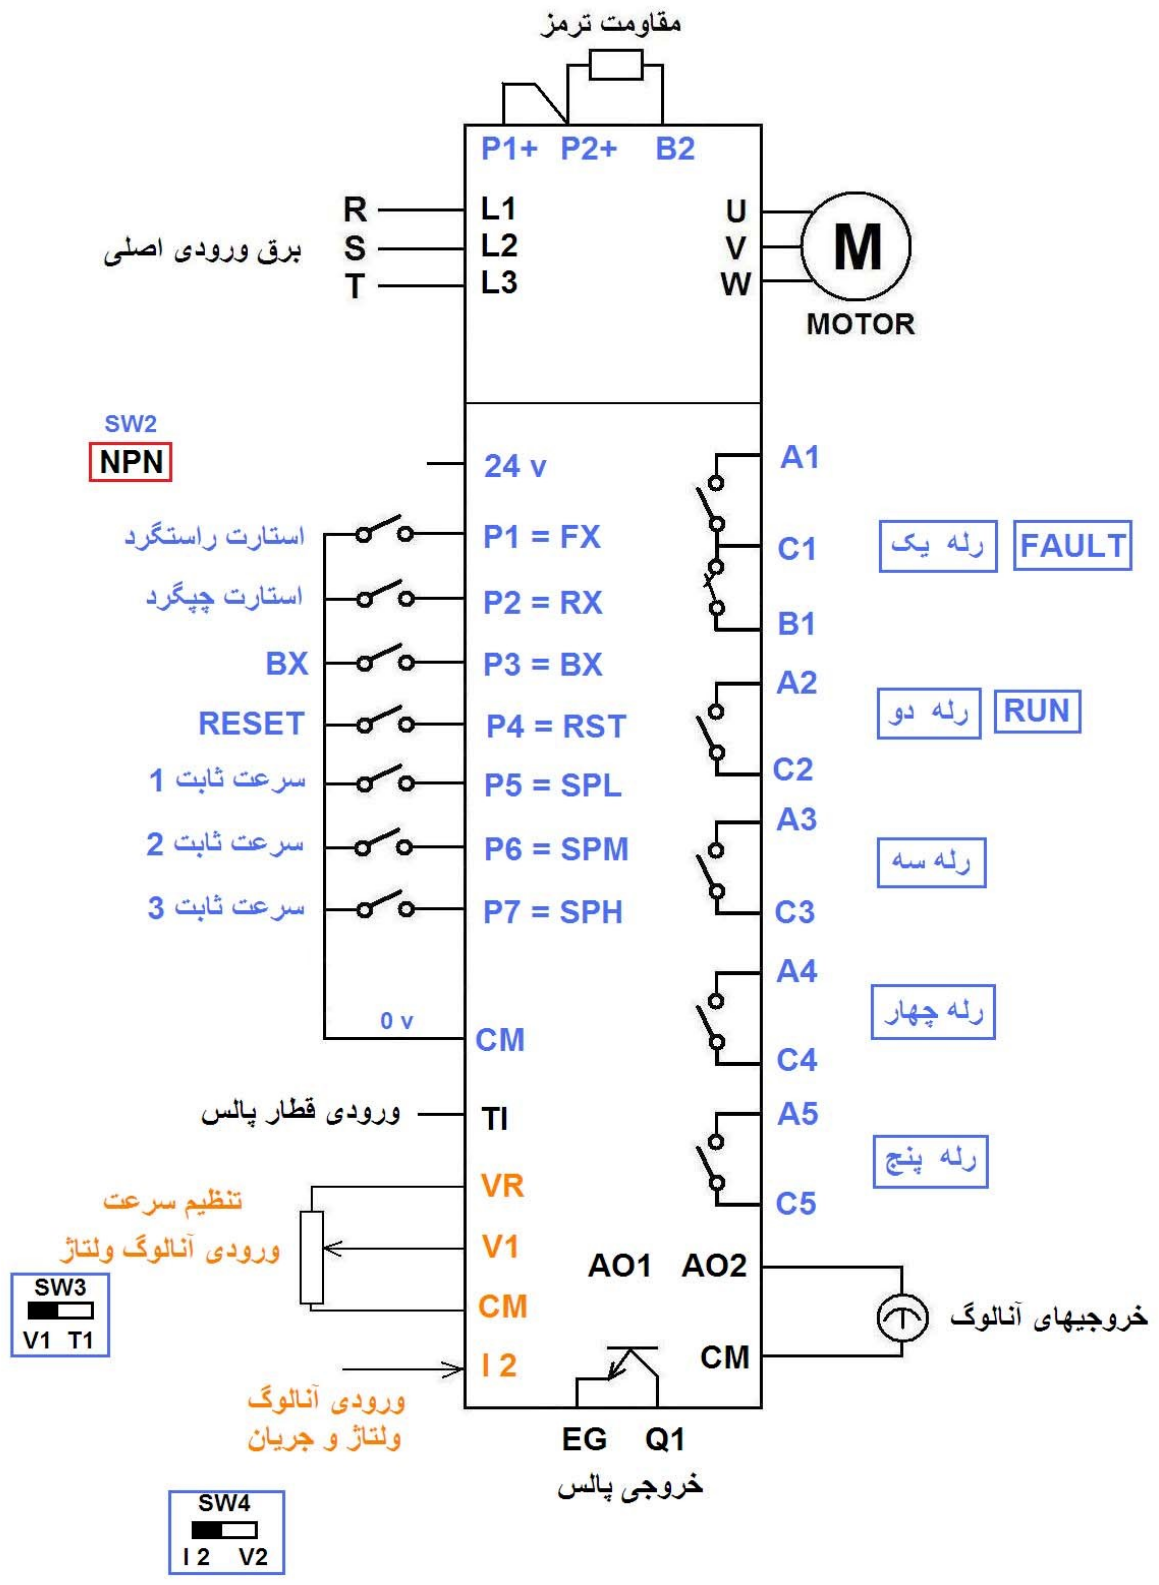 مقاومت ترمز
P1+ P2+ B2
R L1 U
برق ورودی اصلی S L2 V M
T L3 W
MOTOR
SW2
NPN
24 v
A1
استارت راستگرد P1 = FX
C1 رله یک FAULT
استارت چپگرد P2 = RX
B1
BX P3 = BX
A2
رله دو RUN
RESET P4 = RST
C2
سرعت ثابت 1 P5 = SPL
A3
سرعت ثابت 2 P6 = SPM
رله سه
سرعت ثابت 3 P7 = SPH
C3
A4
رله چهار
0 v
CM
C4
ورودی قطار پالس TI
A5
رله پنج
VR
C5
تنظیم سرعت
ورودی آنالوگ ولتاژ V1
AO1 AO2
SW3
V1 T1
CM
خروجیهای آنالوگ
CM
I 2
ورودی آنالوگ
ولتاژ و جریان
EG Q1
خروجی پالس
SW4
I 2 V2